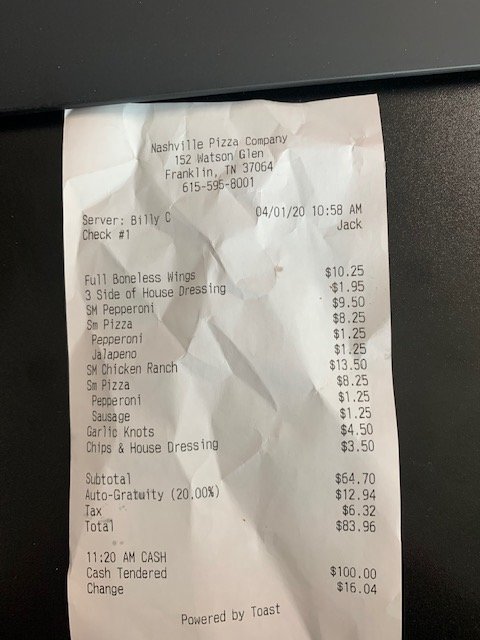 Nashville Pizza Company
152 Watson Glen
Franklin, TN 37064
615-595-8001
Server: Billy C 04/01/20 10:58 AM
Check #1 Jack
Full Boneless Wings $10.25
3 Side of House Dressing $1.95
SM Pepperoni $9.50
Sm Pizza $8.25
Pepperoni $1.25
Jalapeno $1.25
SM Chicken Ranch $13.50
Sm Pizza $8.25
Pepperoni $1.25
Sausage $1.25
Garlic Knots $4.50
Chips & House Dressing $3.50
Subtotal $64.70
Auto-Gratuity (20.00%) $12.94
Tax $6.32
Total $83.96
11:20 AM CASH
Cash Tendered $100.00
Change $16.04
Powered by Toast